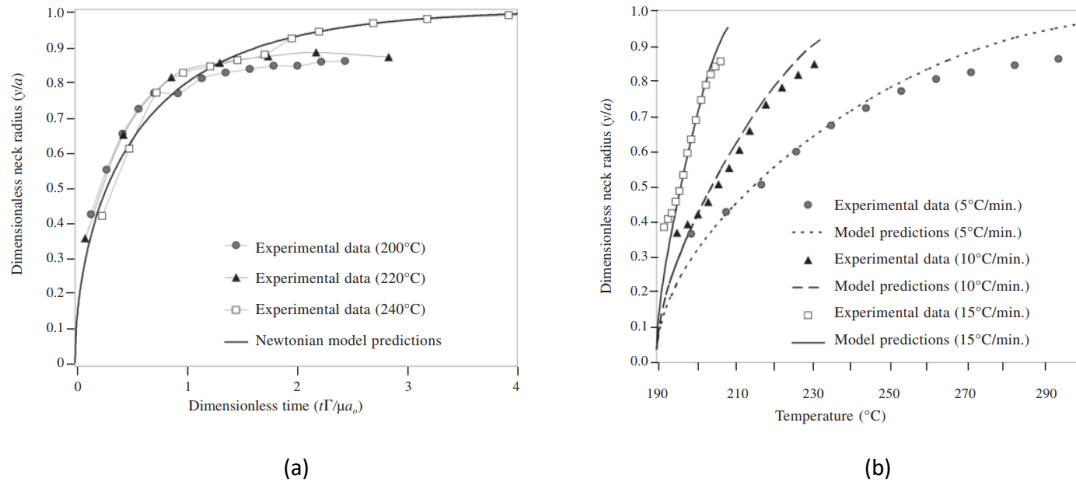 Dimensionaless neck radius (y/a)
1.0
0.9
0.8
0.7
0.6
0.5
0.4
0.3
0.2
0.1
0
Experimental data (200°C)
Experimental data (220°C)
Experimental data (240°C)
Newtonian model predictions
0 1 2 3 4
Dimensionless time (tΓ/μaₒ)
(a)
Dimensionless neck radius (y/a)
1.0
0.9
0.8
0.7
0.6
0.5
0.4
0.3
0.2
0.1
0.0
Experimental data (5°C/min.)
Model predictions (5°C/min.)
Experimental data (10°C/min.)
Model predictions (10°C/min.)
Experimental data (15°C/min.)
Model predictions (15°C/min.)
190 210 230 250 270 290
Temperature (°C)
(b)